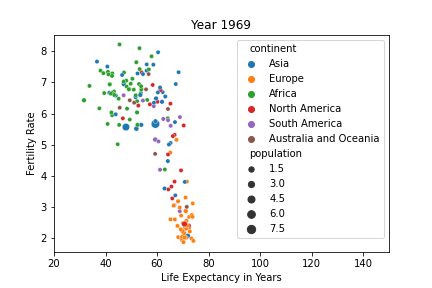 Year 1969
Fertility Rate
8
7
6
5
4
3
2
20
40
60
80
100
120
140
Life Expectancy in Years
continent
Asia
Europe
Africa
North America
South America
Australia and Oceania
population
1.5
3.0
4.5
6.0
7.5